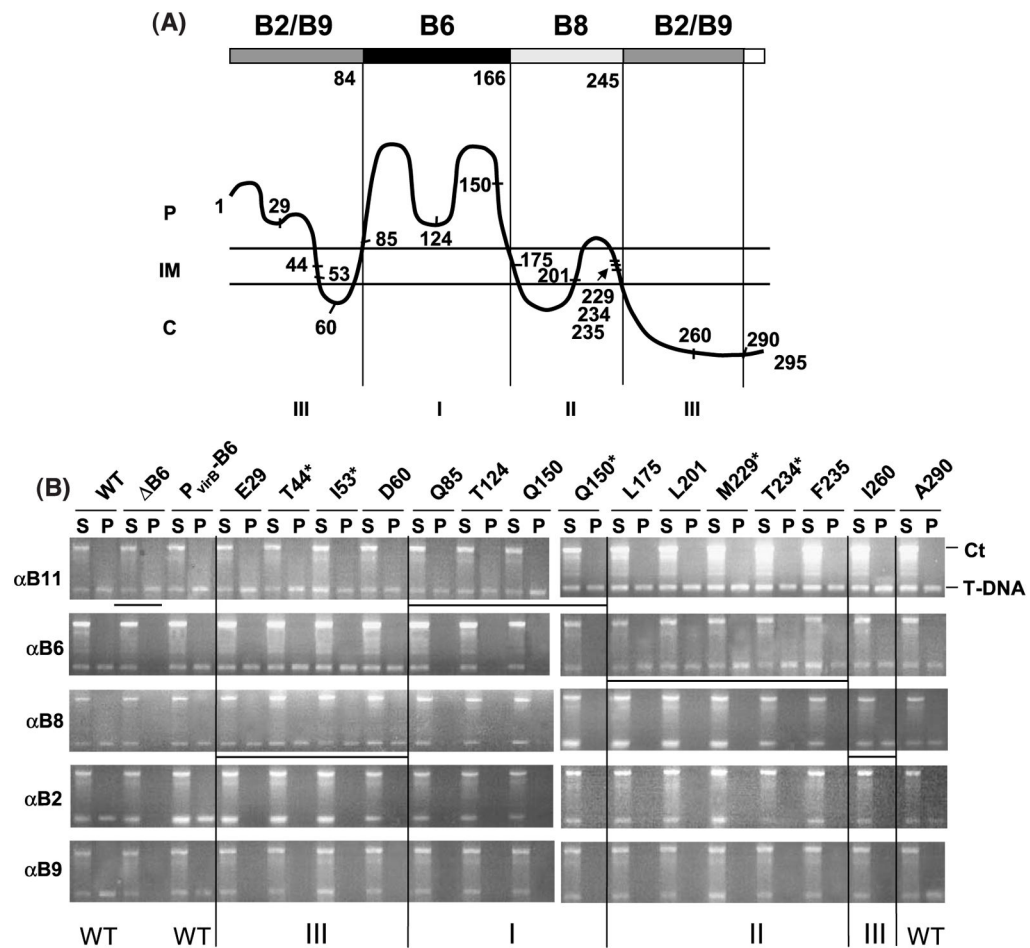 (A)
B2/B9 B6 B8 B2/B9
84 166 245
P
IM
C
1 29 44 53 60 85 124 150 175 201 229 234 235 260 290 295
III I II III
(B)
WT ΔB6 P virB-B6 E29 T44* I53* D60 Q85 T124 Q150 Q150* L175 L201 M229* T234* F235 I260 A290
S P S P S P S P S P S P S P S P S P S P S P S P S P S P S P S P S P S P
αB11
Ct
T-DNA
αB6
αB8
αB2
αB9
WT WT III I II III WT